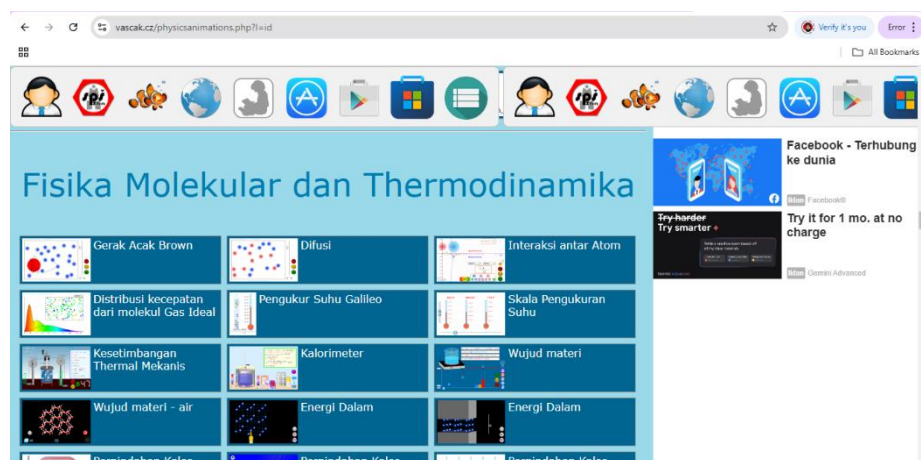 vascak.cz/physicsanimations.php?l=id
Verify it's you
Error
All Bookmarks
Fisika Molekular dan Thermodinamika
Gerak Acak Brown
Difusi
Interaksi antar Atom
Distribusi kecepatan
dari molekul Gas Ideal
Pengukur Suhu Galileo
Skala Pengukuran
Suhu
Kesetimbangan
Thermal Mekanis
Kalorimeter
Wujud materi
Wujud materi - air
Energi Dalam
Energi Dalam
Facebook - Terhubung
ke dunia
Iklan Facebook®
Try harder
Try smarter
Try it for 1 mo. at no
charge
Iklan Gemini Advanced